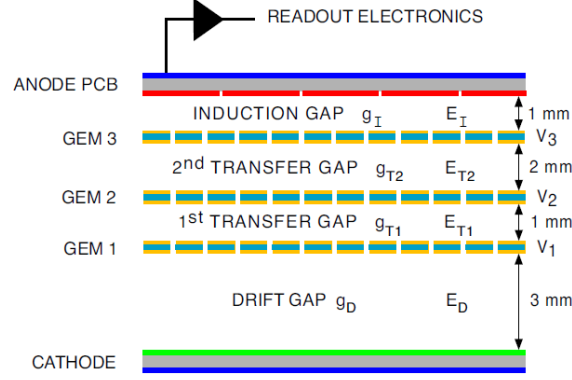 READOUT ELECTRONICS
ANODE PCB
INDUCTION GAP g_I E_I 1 mm
GEM 3 V_3
2nd TRANSFER GAP g_T2 E_T2 2 mm
GEM 2 V_2
1st TRANSFER GAP g_T1 E_T1 1 mm
GEM 1 V_1
DRIFT GAP g_D E_D 3 mm
CATHODE